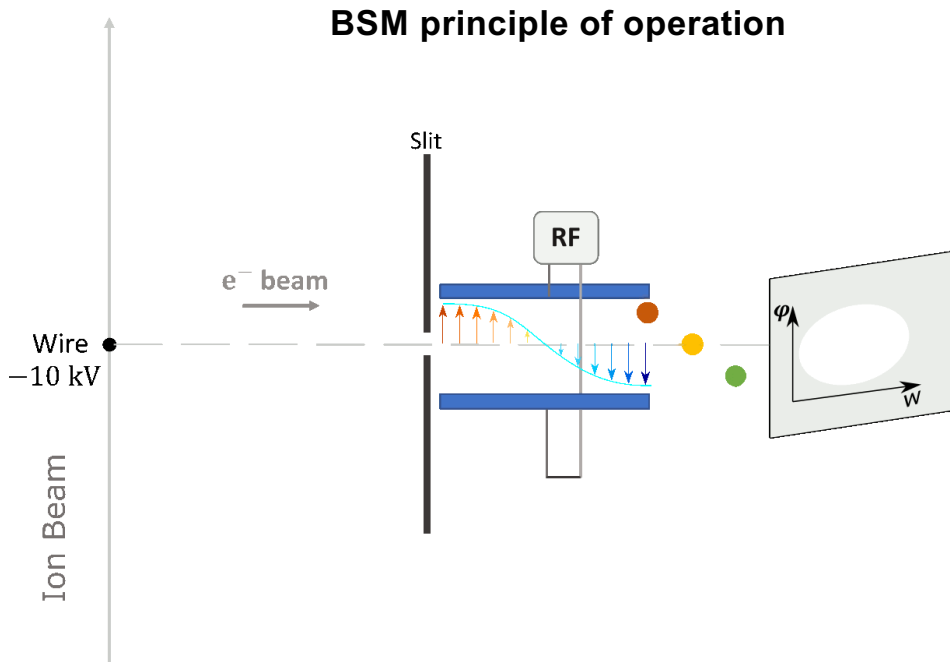 BSM principle of operation
Slit
RF
e⁻ beam
Wire
−10 kV
φ
W
Ion Beam